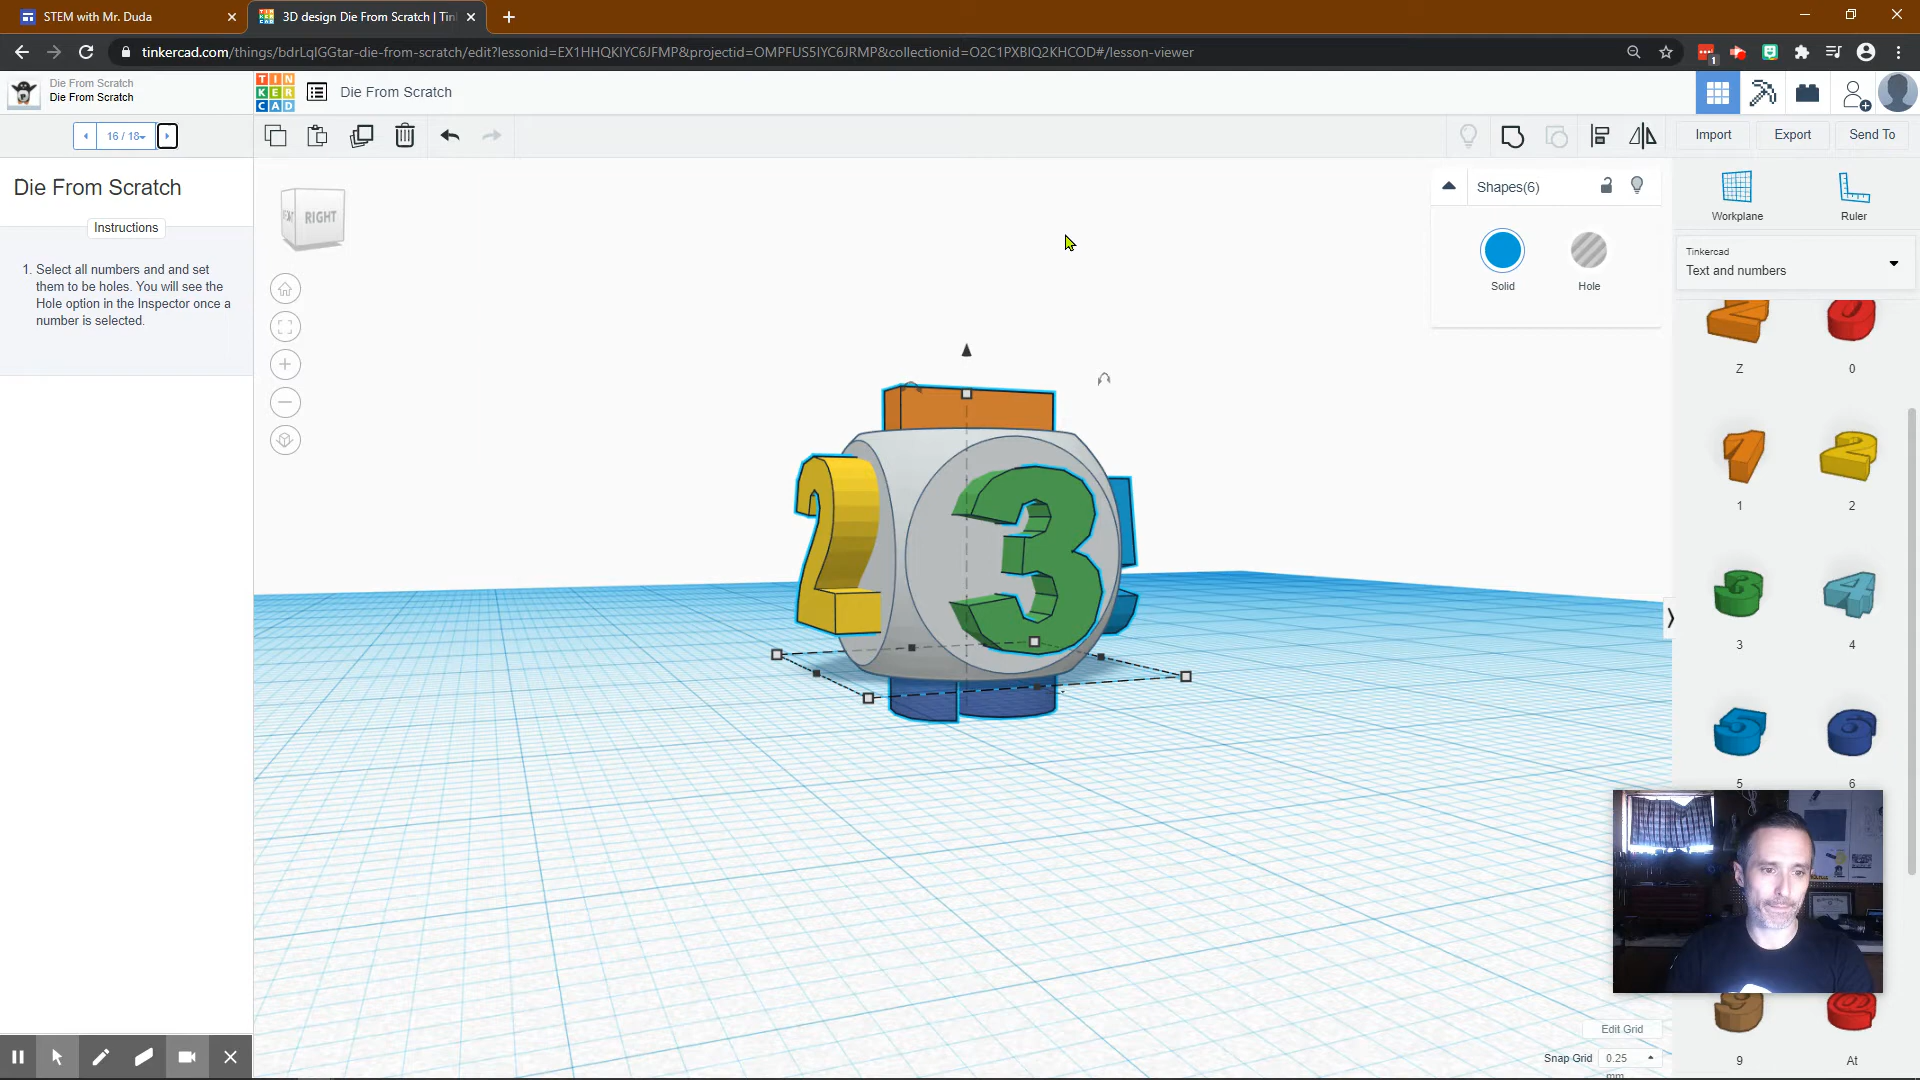 STEM with Mr. Duda
3D design Die From Scratch | Tin
tinkercad.com/things/bdrLqlGGtar-die-from-scratch/edit?lessonid=EX1HHQKIYC6JFMP&projectid=OMPFUS5IYC6JRMP&collectionid=O2C1PXBIQ2KHCOD#/lesson-viewer
1
Die From Scratch
Die From Scratch
TIN
KER
CAD
Die From Scratch
16 / 18
Import
Export
Send To
Die From Scratch
Instructions
1. Select all numbers and and set
them to be holes. You will see the
Hole option in the Inspector once a
number is selected.
RIGHT
Shapes(6)
Solid
Hole
Workplane
Ruler
Tinkercad
Text and numbers
Z
0
1
2
3
4
5
6
9
At
2
3
Edit Grid
Snap Grid
0.25
mm